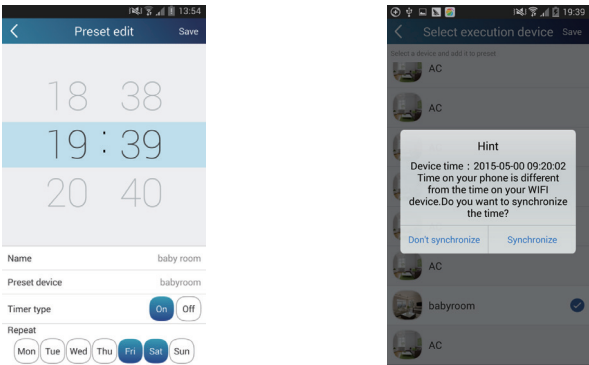 13:54
Preset edit Save
18 38
19 : 39
20 40
Name baby room
Preset device babyroom
Timer type On Off
Repeat
Mon Tue Wed Thu Fri Sat Sun
19:39
Select execution device Save
Select a device and add it to preset
AC
AC
Hint
Device time : 2015-05-00 09:20:02
Time on your phone is different
from the time on your WIFI
device.Do you want to synchronize
the time?
Don't synchronize Synchronize
AC
babyroom
AC